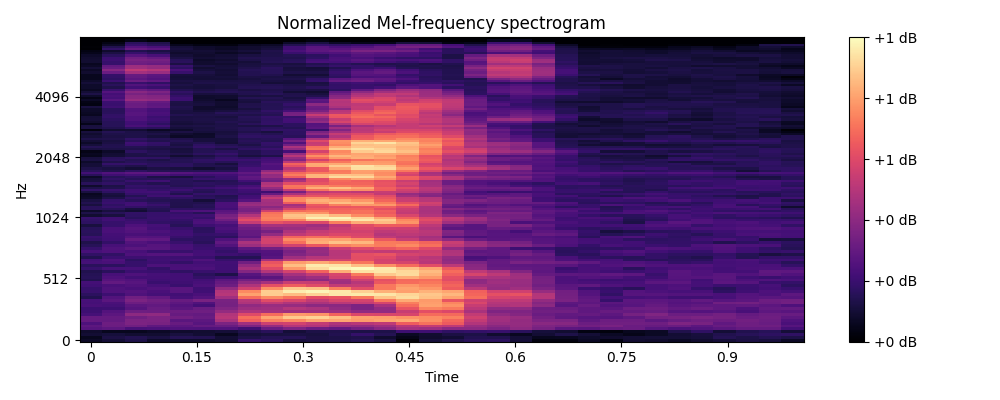 Normalized Mel-frequency spectrogram
Hz
4096
2048
1024
512
0
0 0.15 0.3 0.45 0.6 0.75 0.9
Time
+1 dB
+1 dB
+1 dB
+0 dB
+0 dB
+0 dB